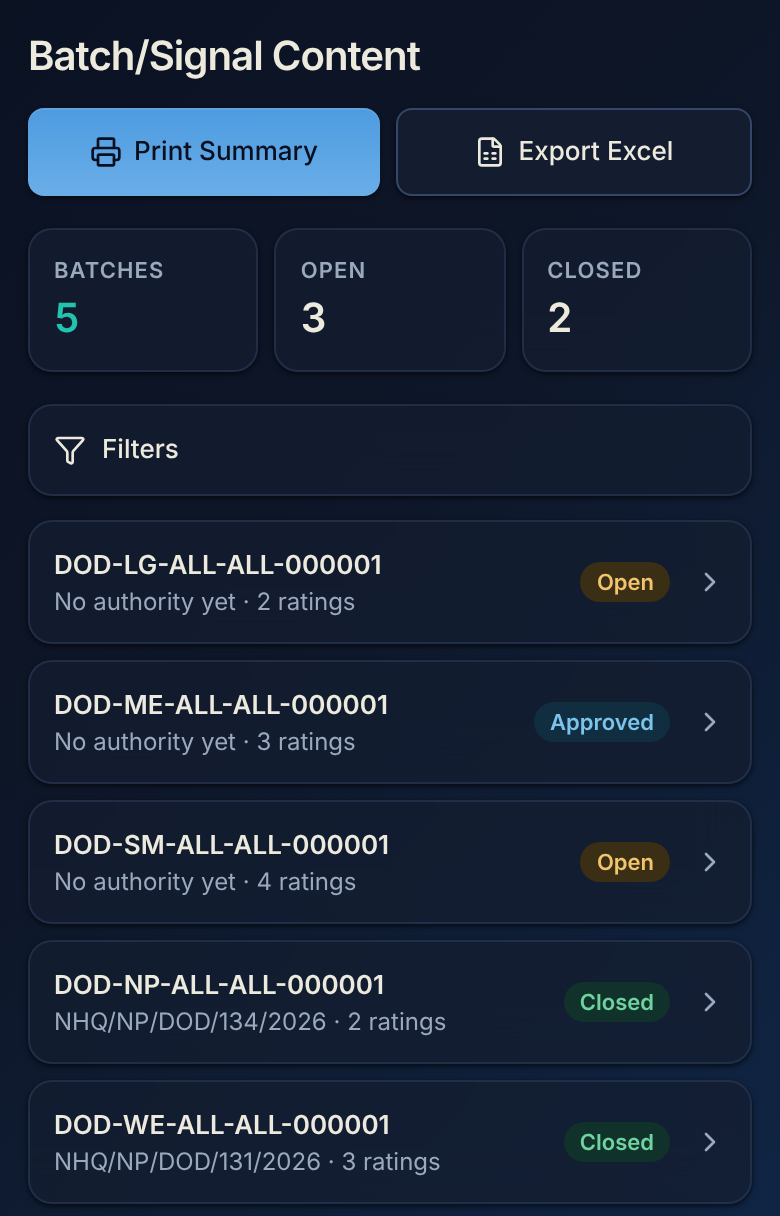 Batch/Signal Content
Print Summary
Export Excel
BATCHES
5
OPEN
3
CLOSED
2
Filters
DOD-LG-ALL-ALL-000001
No authority yet · 2 ratings
Open
DOD-ME-ALL-ALL-000001
No authority yet · 3 ratings
Approved
DOD-SM-ALL-ALL-000001
No authority yet · 4 ratings
Open
DOD-NP-ALL-ALL-000001
NHQ/NP/DOD/134/2026 · 2 ratings
Closed
DOD-WE-ALL-ALL-000001
NHQ/NP/DOD/131/2026 · 3 ratings
Closed